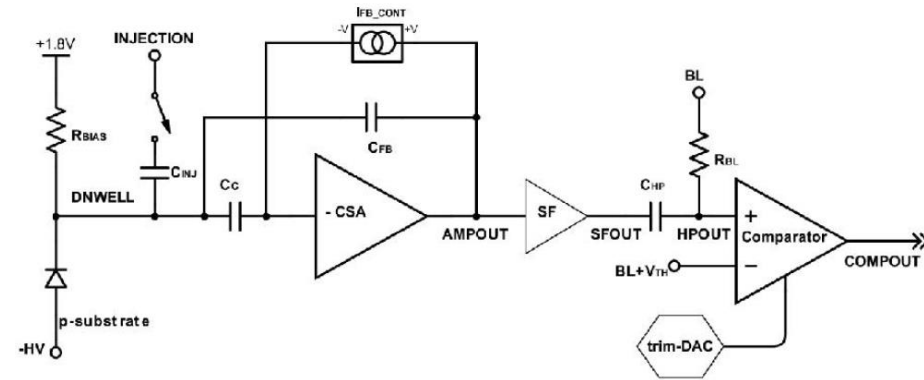 IFB_CONT
-V +V
+1.8V
INJECTION
RBIAS
CINJ
CFB
BL
RBL
DNWELL
CC
- CSA
AMPOUT
SF
SFOUT
CHP
HPOUT
+
Comparator
−
COMPOUT
BL+VTH
p-substrate
-HV
trim-DAC